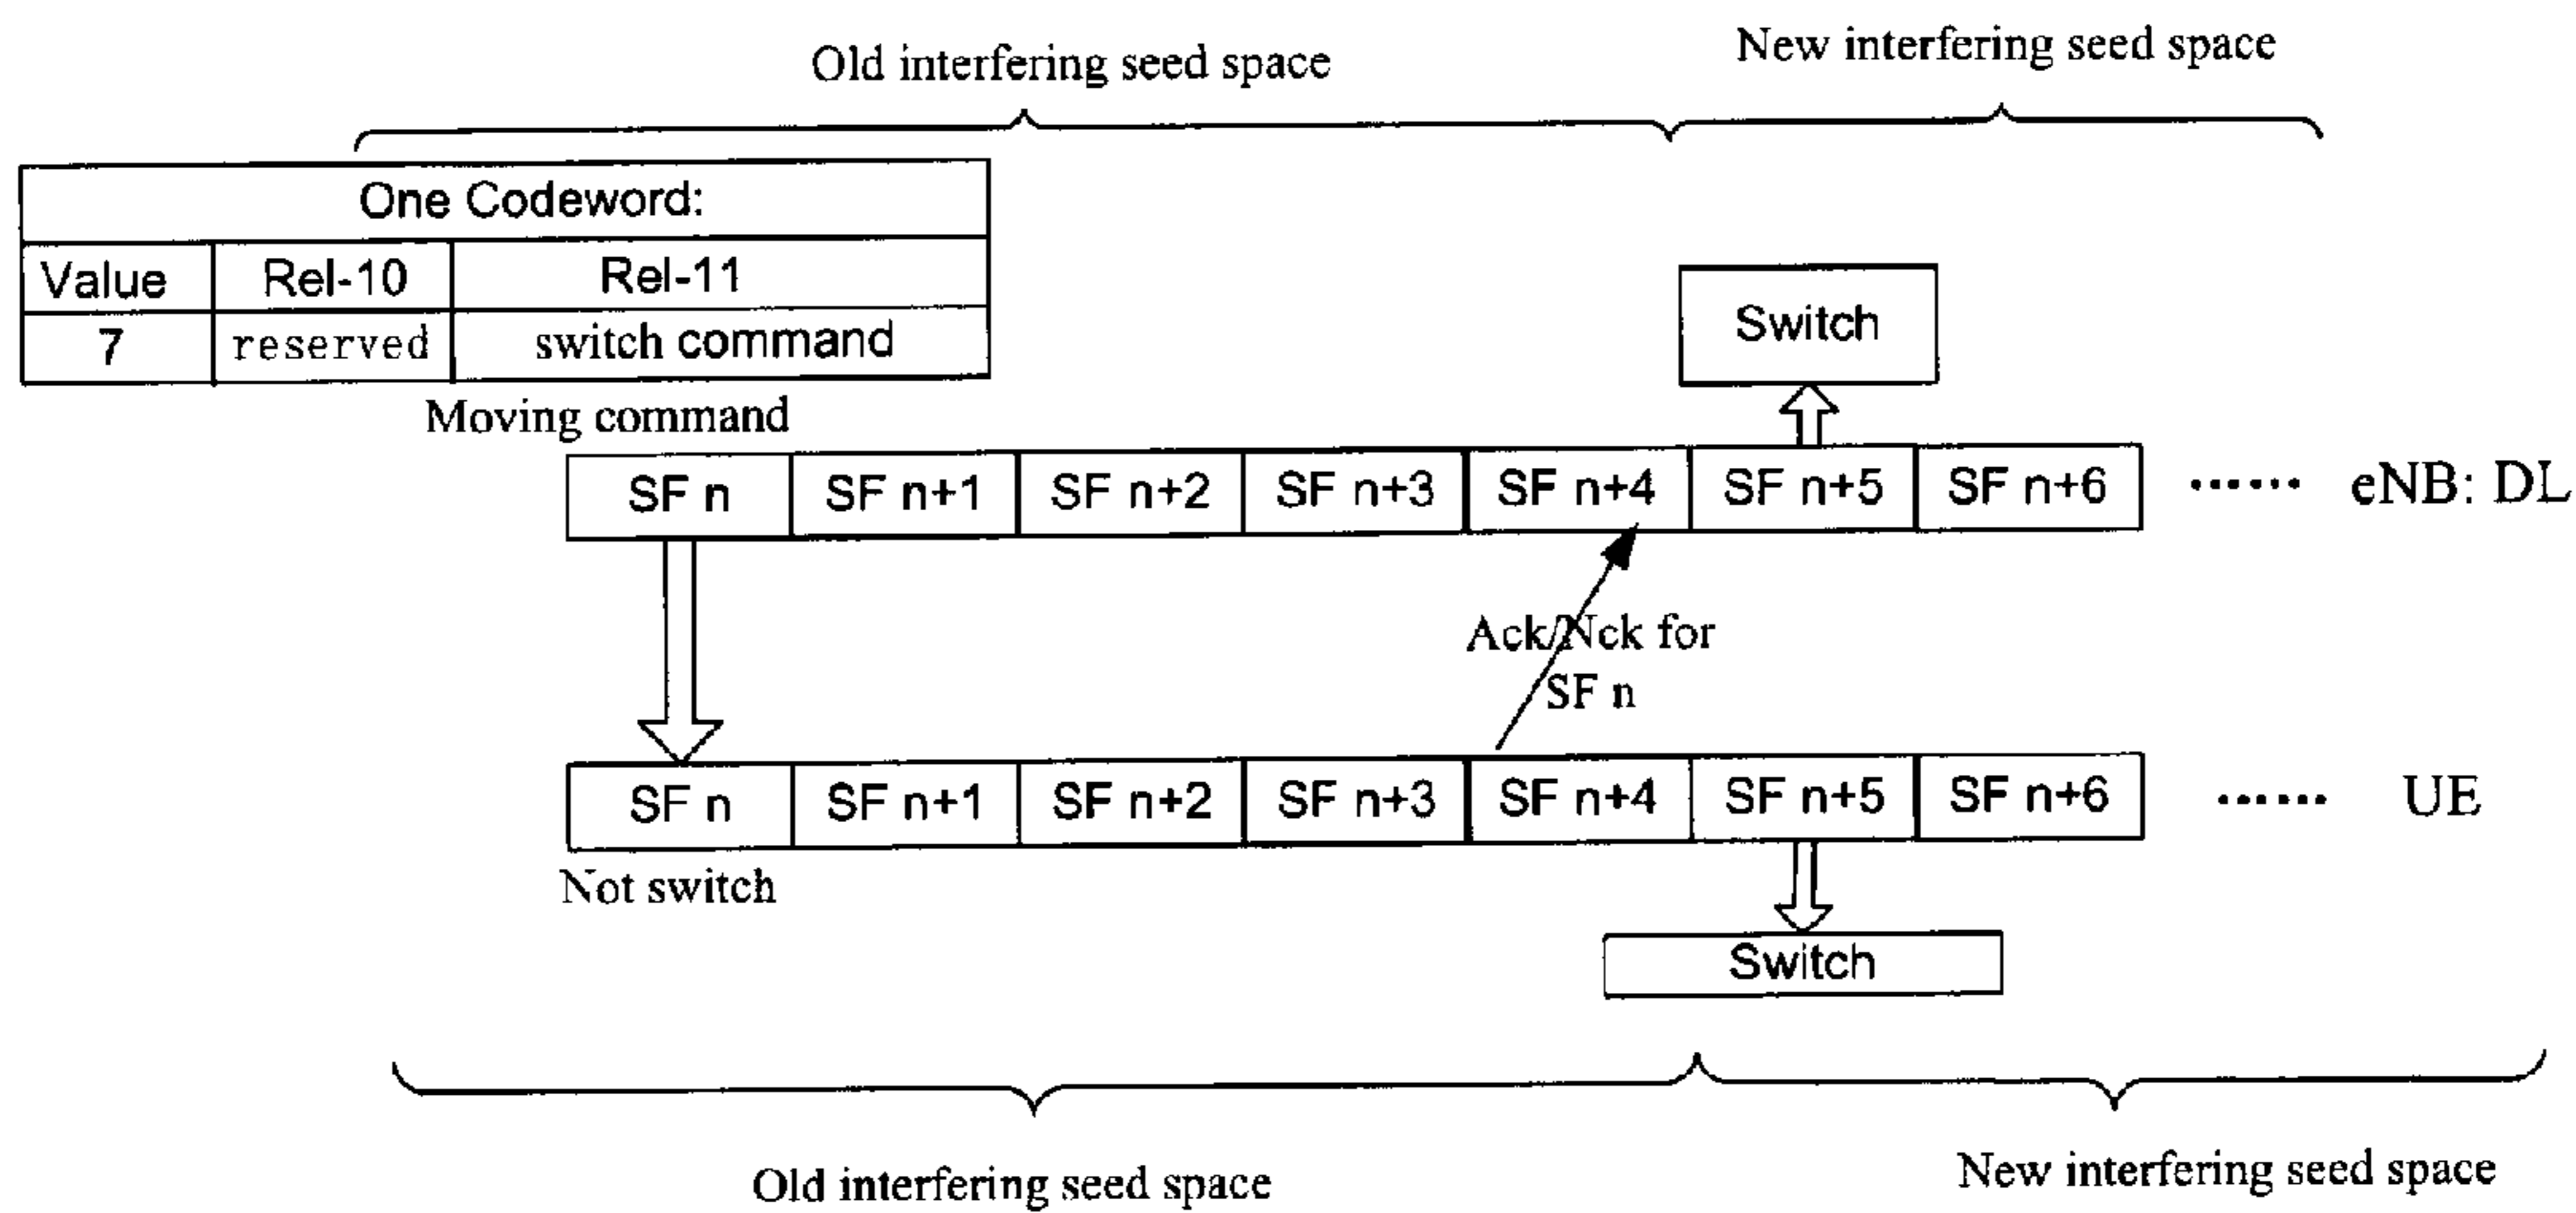 Old interfering seed space
New interfering seed space
One Codeword:
Value Rel-10 Rel-11
7 reserved switch command
Switch
Moving command
SF n SF n+1 SF n+2 SF n+3 SF n+4 SF n+5 SF n+6 ...... eNB: DL
Ack/Nck for
SF n
SF n SF n+1 SF n+2 SF n+3 SF n+4 SF n+5 SF n+6 ...... UE
Not switch
Switch
Old interfering seed space
New interfering seed space